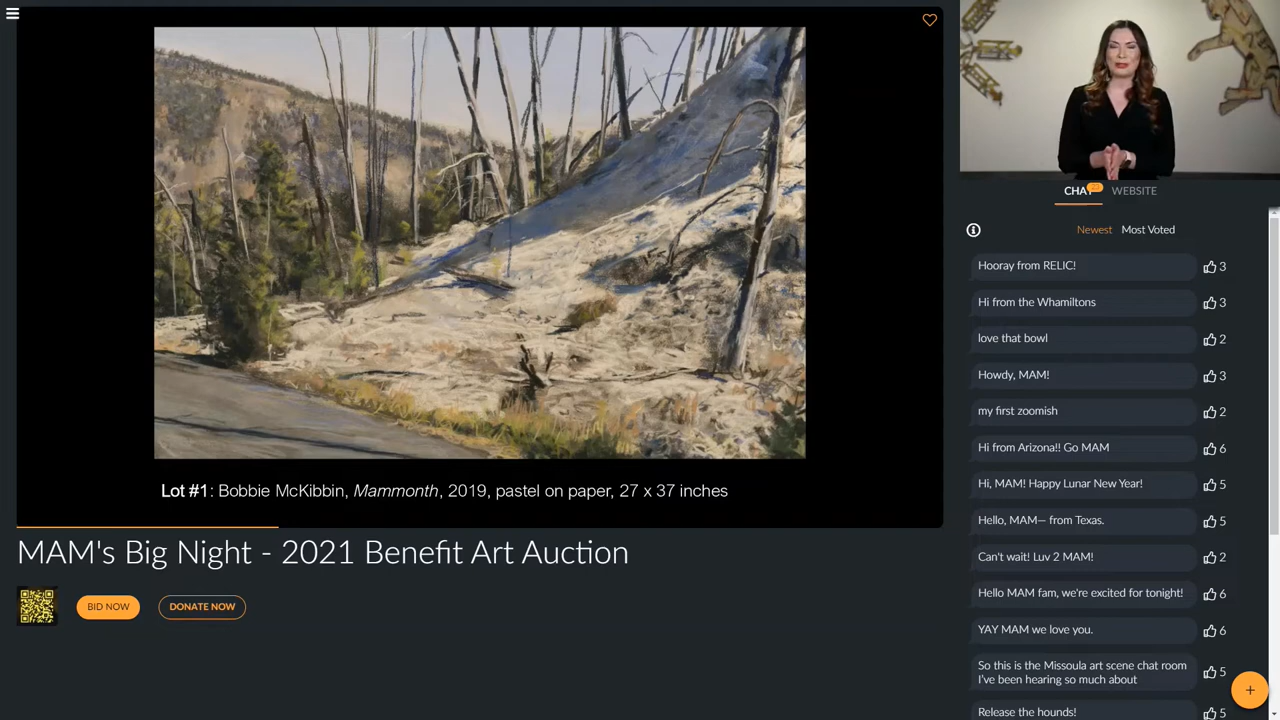 Lot #1: Bobbie McKibbin, Mammonth, 2019, pastel on paper, 27 x 37 inches
MAM's Big Night - 2021 Benefit Art Auction
BID NOW
DONATE NOW
CHAT
WEBSITE
Newest
Most Voted
Hooray from RELIC!
3
Hi from the Whamiltons
3
love that bowl
2
Howdy, MAM!
3
my first zoomish
2
Hi from Arizona!! Go MAM
6
Hi, MAM! Happy Lunar New Year!
5
Hello, MAM— from Texas.
5
Can't wait! Luv 2 MAM!
2
Hello MAM fam, we're excited for tonight!
6
YAY MAM we love you.
6
So this is the Missoula art scene chat room
I've been hearing so much about
5
Release the hounds!
5